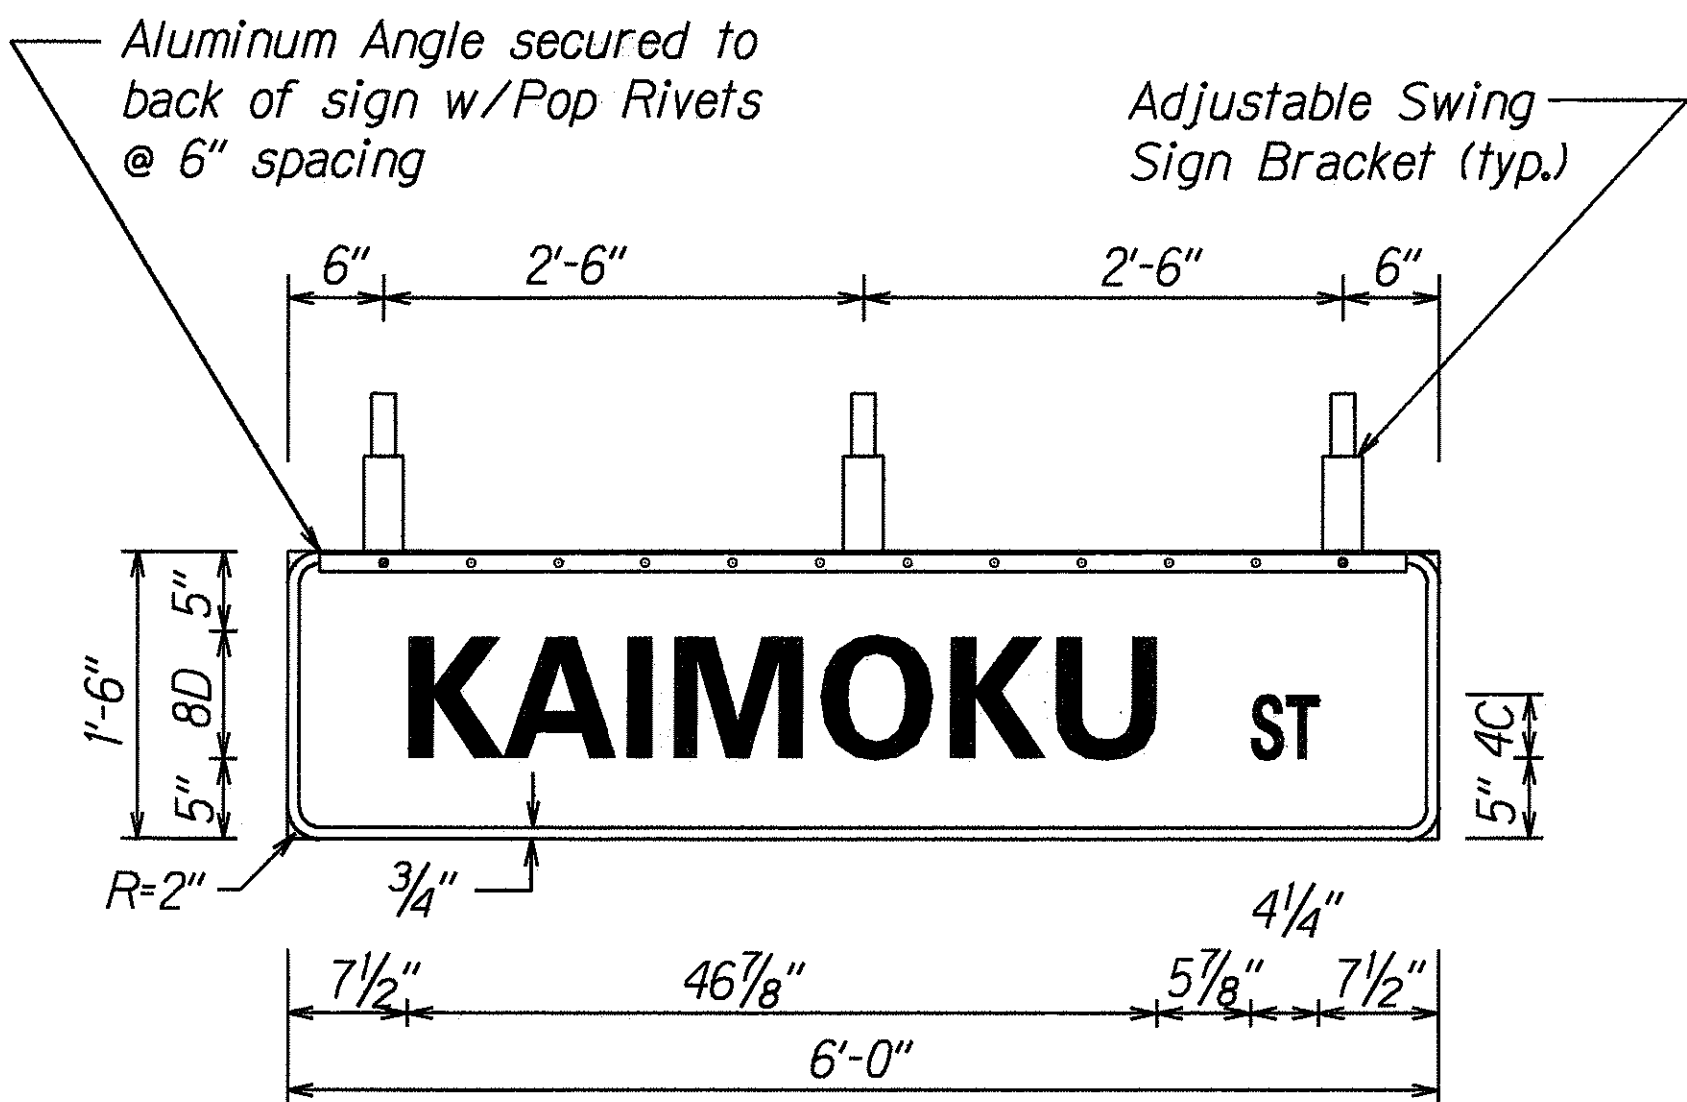 Aluminum Angle secured to
back of sign w/Pop Rivets
@ 6" spacing
Adjustable Swing
Sign Bracket (typ.)
6" 2'-6" 2'-6" 6"
1'-6"
5" 8D 5"
KAIMOKU ST
4C
5"
R=2"
3/4"
4 1/4"
7 1/2" 46 7/8" 5 7/8" 7 1/2"
6'-0"